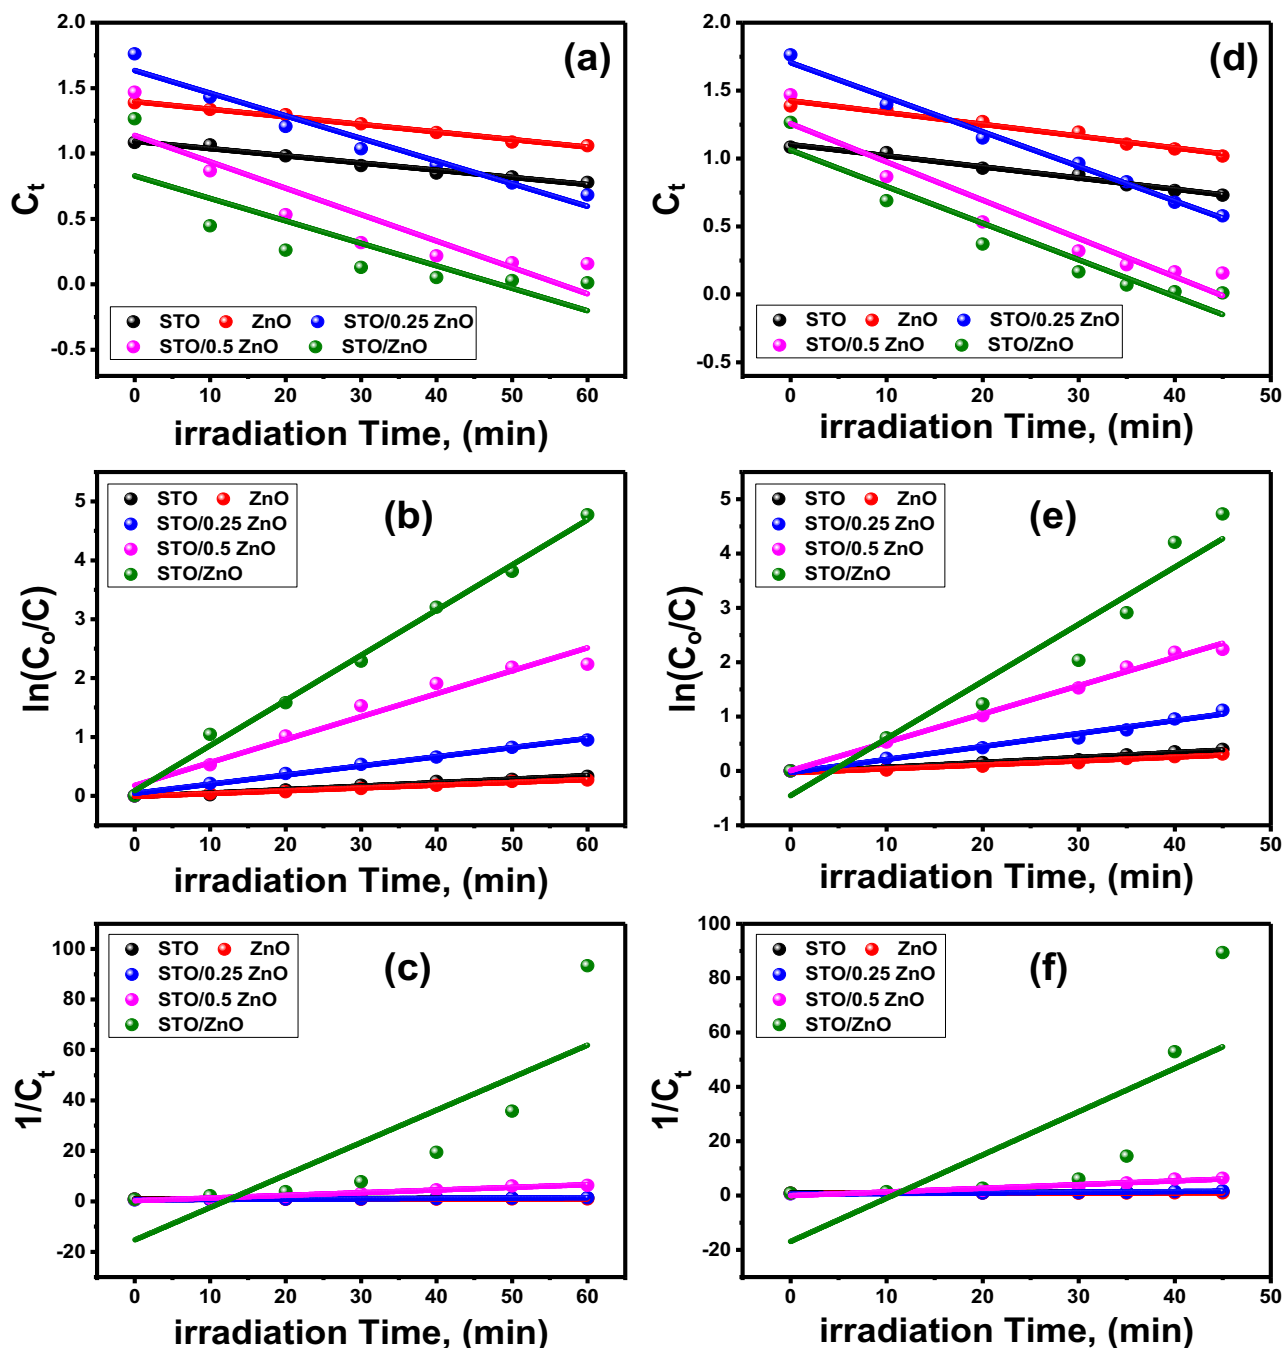 (a)
C_t
2.0
1.5
1.0
0.5
0.0
-0.5
STO ZnO STO/0.25 ZnO
STO/0.5 ZnO STO/ZnO
0 10 20 30 40 50 60
irradiation Time, (min)
(d)
C_t
2.0
1.5
1.0
0.5
0.0
-0.5
STO ZnO STO/0.25 ZnO
STO/0.5 ZnO STO/ZnO
0 10 20 30 40 50
irradiation Time, (min)
(b)
ln(C_o/C)
5
4
3
2
1
0
STO ZnO
STO/0.25 ZnO
STO/0.5 ZnO
STO/ZnO
0 10 20 30 40 50 60
irradiation Time, (min)
(e)
ln(C_o/C)
5
4
3
2
1
0
-1
STO ZnO
STO/0.25 ZnO
STO/0.5 ZnO
STO/ZnO
0 10 20 30 40 50
irradiation Time, (min)
(c)
1/C_t
100
80
60
40
20
0
-20
STO ZnO
STO/0.25 ZnO
STO/0.5 ZnO
STO/ZnO
0 10 20 30 40 50 60
irradiation Time, (min)
(f)
1/C_t
100
80
60
40
20
0
-20
STO ZnO
STO/0.25 ZnO
STO/0.5 ZnO
STO/ZnO
0 10 20 30 40 50
irradiation Time, (min)